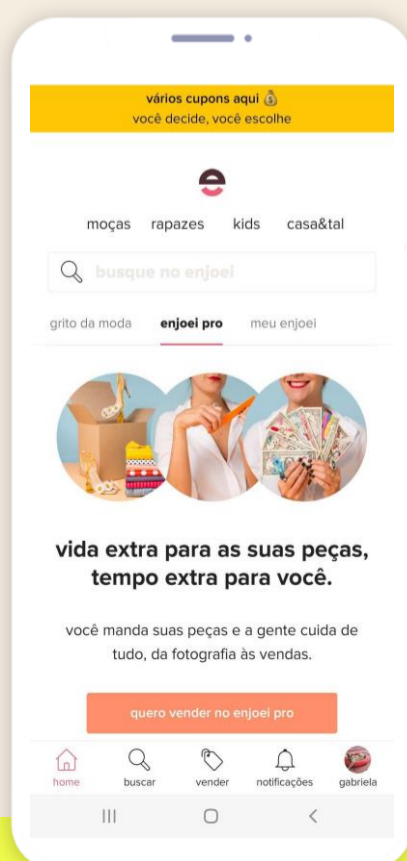 vários cupons aqui 💰
você decide, você escolhe
moças rapazes kids casa&tal
busque no enjoei
grito da moda enjoei pro meu enjoei
vida extra para as suas peças,
tempo extra para você.
você manda suas peças e a gente cuida de
tudo, da fotografia às vendas.
quero vender no enjoei pro
home buscar vender notificações gabriela